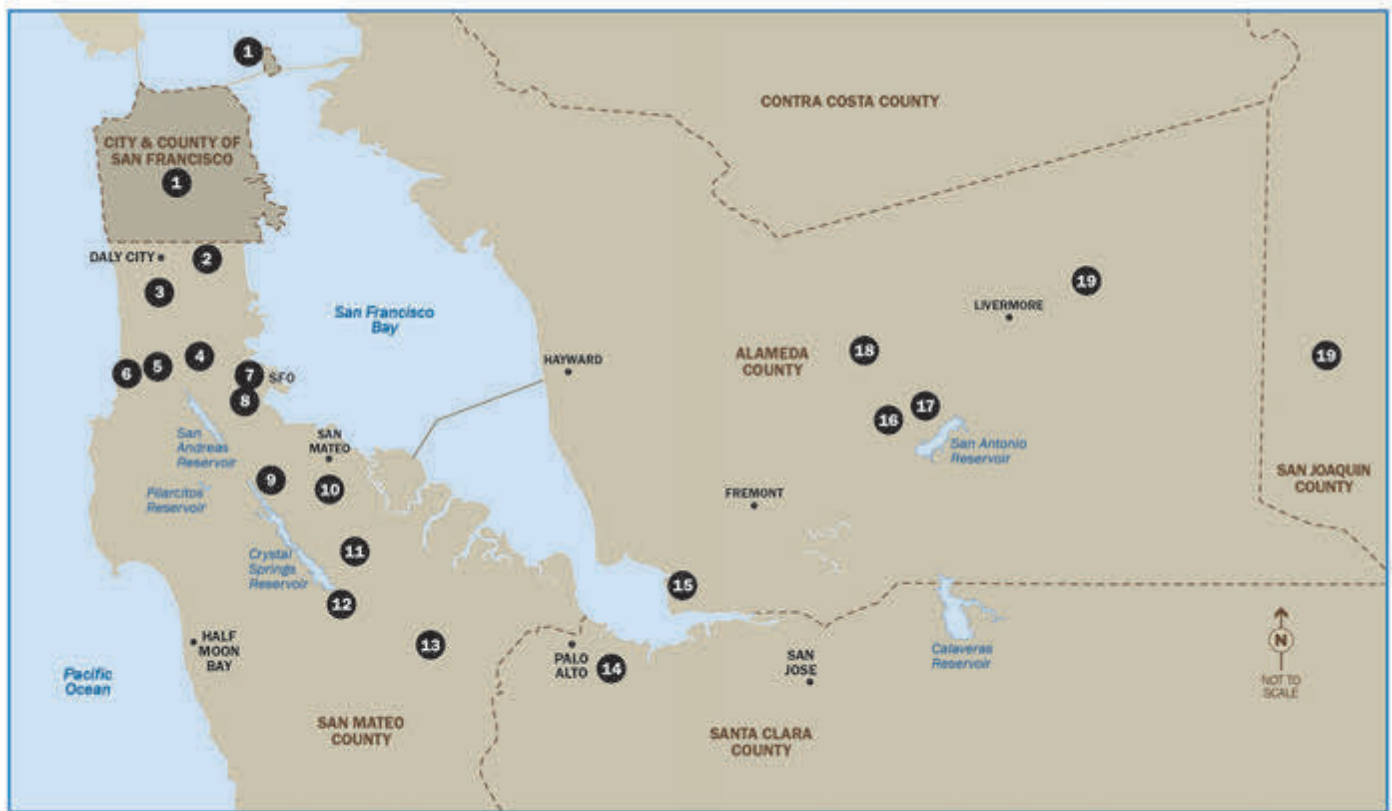 1
CONTRA COSTA COUNTY
CITY & COUNTY OF
SAN FRANCISCO
1
DALY CITY
2
3
San Francisco
Bay
19
LIVERMORE
4
5
6
7
SFO
8
HAYWARD
ALAMEDA
COUNTY
18
19
16
17
San
Andreas
Reservoir
SAN
MATEO
San Antonio
Reservoir
SAN JOAQUIN
COUNTY
9
10
Pilarcitos
Reservoir
FREMONT
11
Crystal
Springs
Reservoir
12
15
13
HALF
MOON
BAY
Pacific
Ocean
PALO
ALTO
14
SAN
JOSE
Calaveras
Reservoir
N
NOT TO
SCALE
SAN MATEO
COUNTY
SANTA CLARA
COUNTY